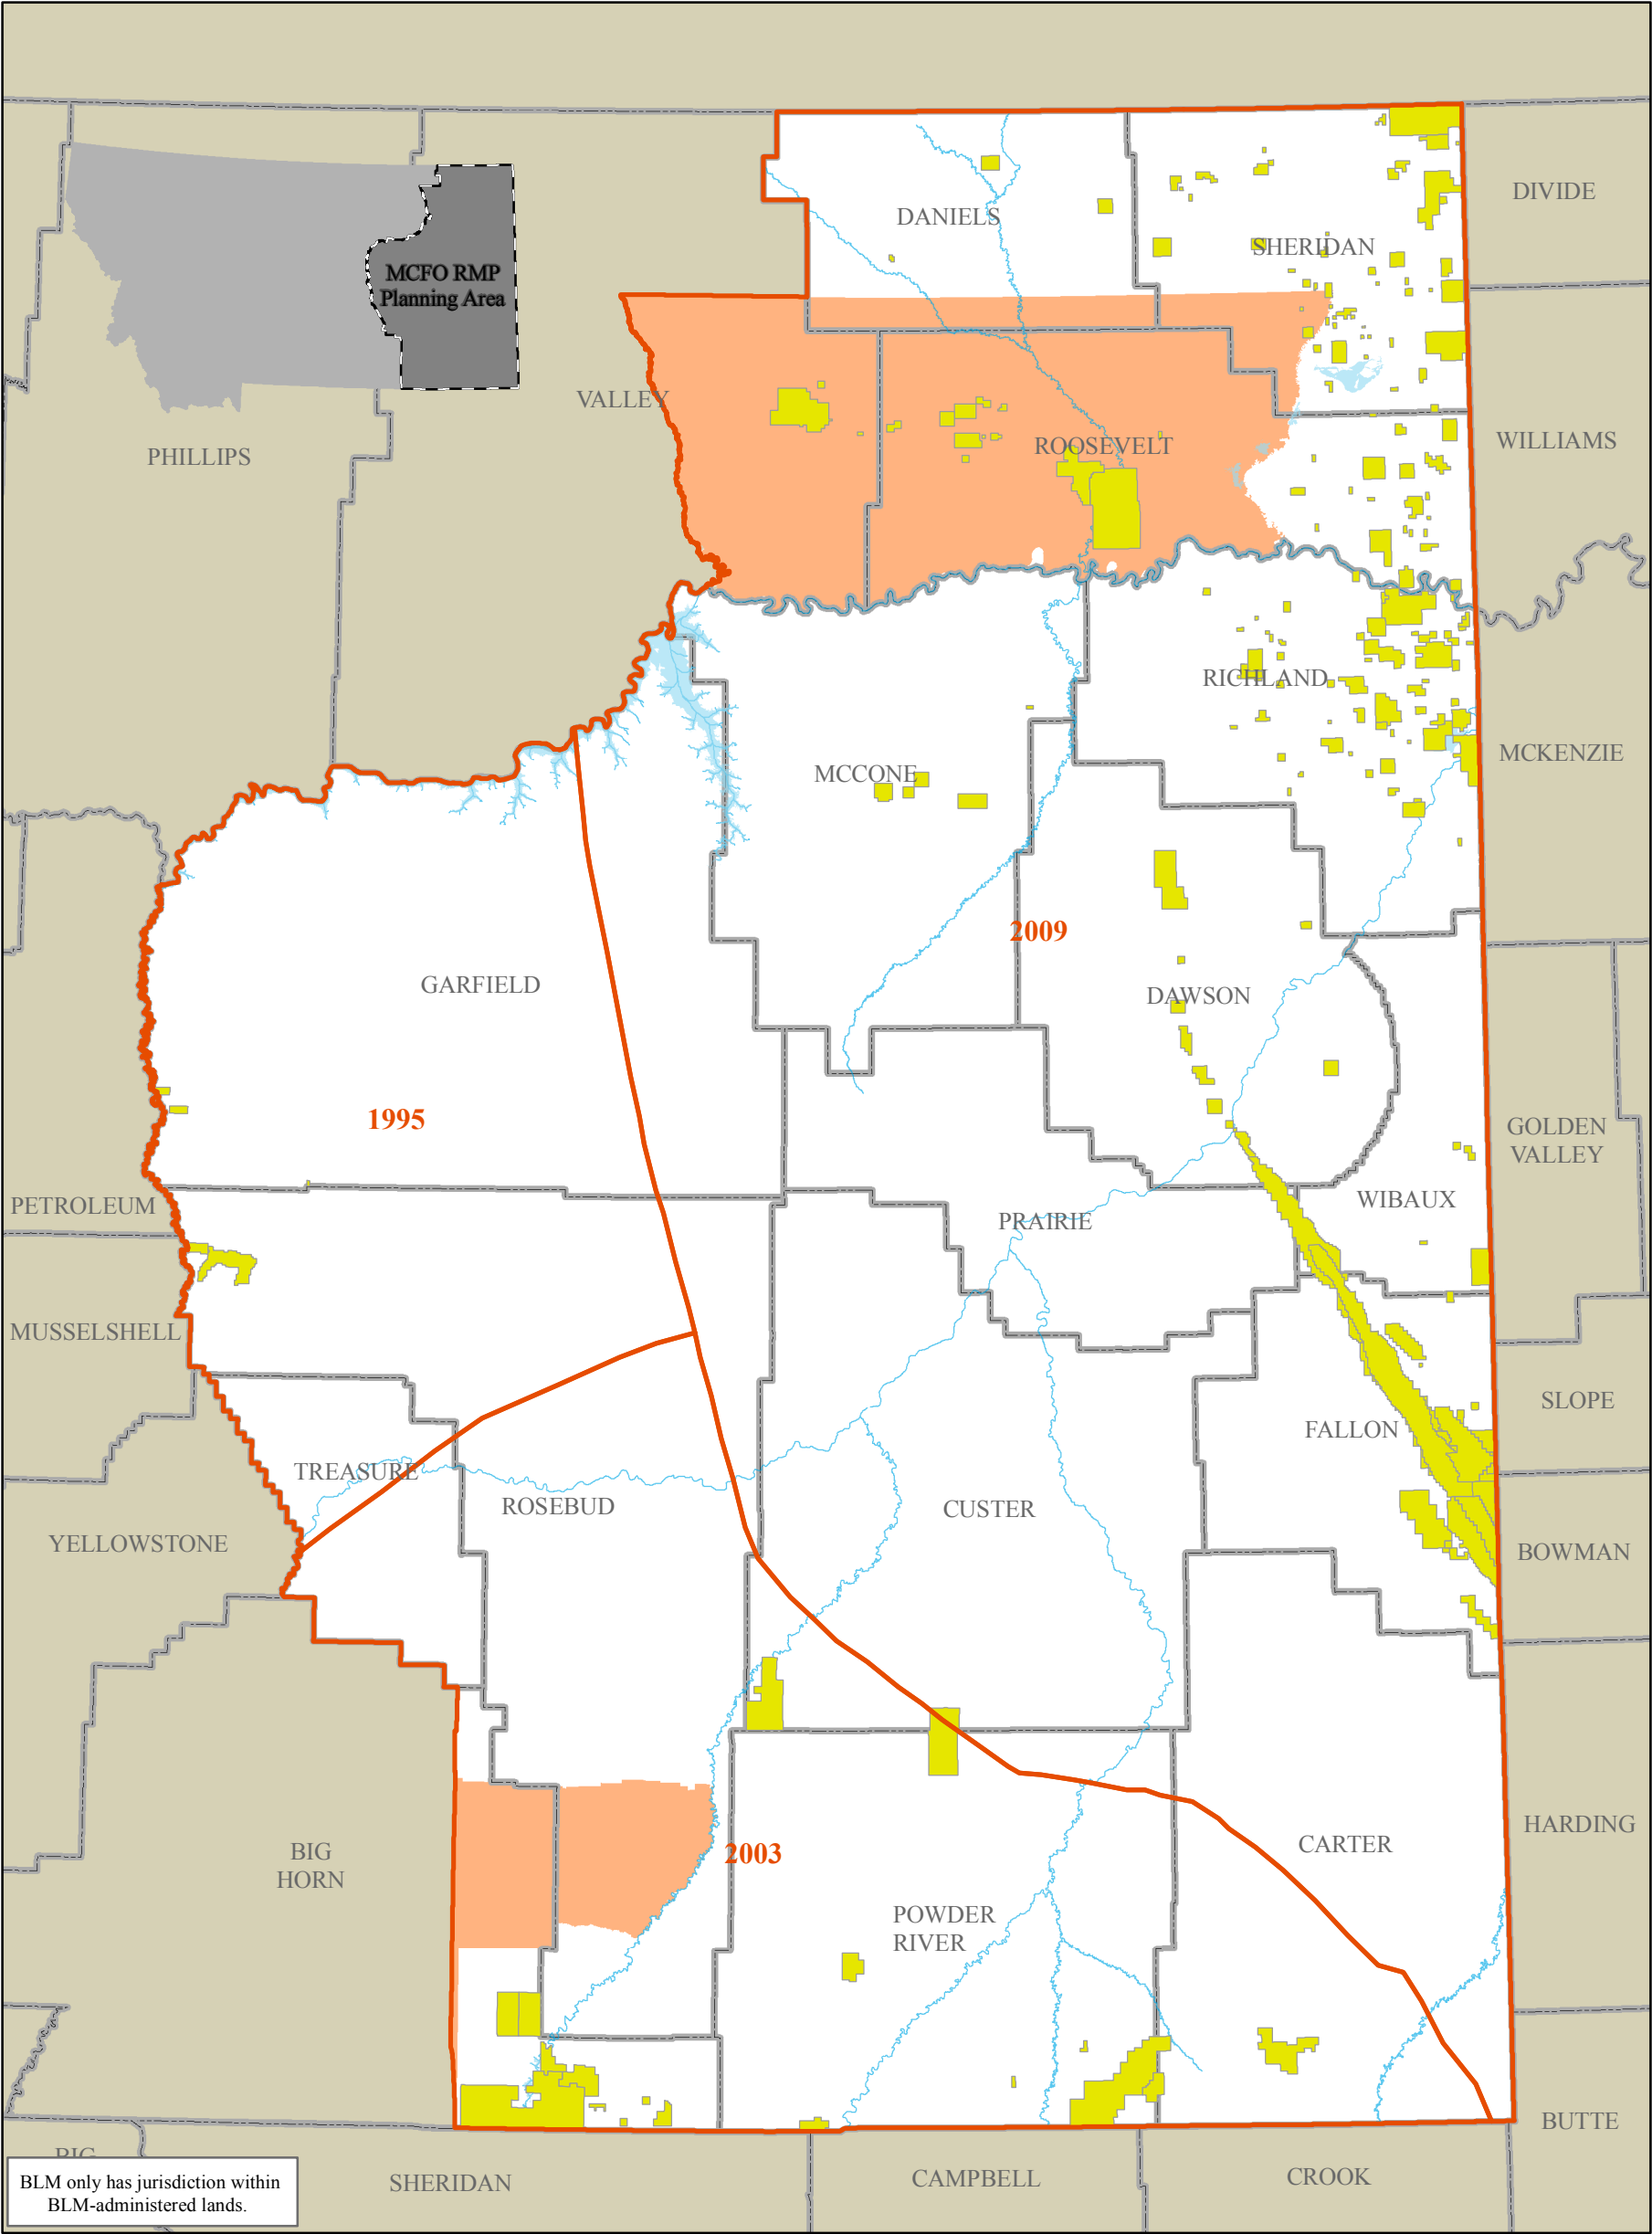 DIVIDE
DANIELS
SHERIDAN
MCFO RMP
Planning Area
VALLEY
PHILLIPS
ROOSEVELT
WILLIAMS
RICHLAND
MCCONE
MCKENZIE
2009
GARFIELD
DAWSON
1995
GOLDEN
VALLEY
PETROLEUM
WIBAUX
PRAIRIE
MUSSELSHELL
SLOPE
FALLON
TREASURE
ROSEBUD
CUSTER
YELLOWSTONE
BOWMAN
HARDING
CARTER
BIG
HORN
2003
POWDER
RIVER
BUTTE
BIG
SHERIDAN
CAMPBELL
CROOK
BLM only has jurisdiction within
BLM-administered lands.